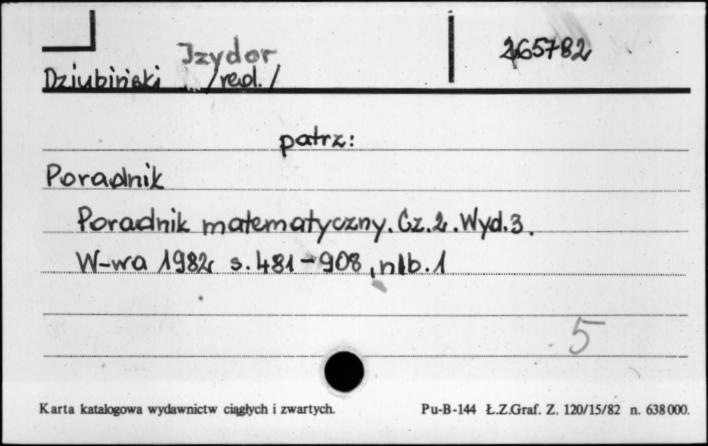 Izydor 265782
Dziubiński /red./
patrz:
Poradnik
Poradnik matematyczny. Cz.2. Wyd.3.
W-wa 1982 s.481-908, nlb.1
5
Karta katalogowa wydawnictw ciągłych i zwartych. Pu-B-144 Ł.Z.Graf. Z. 120/15/82 n. 638000.